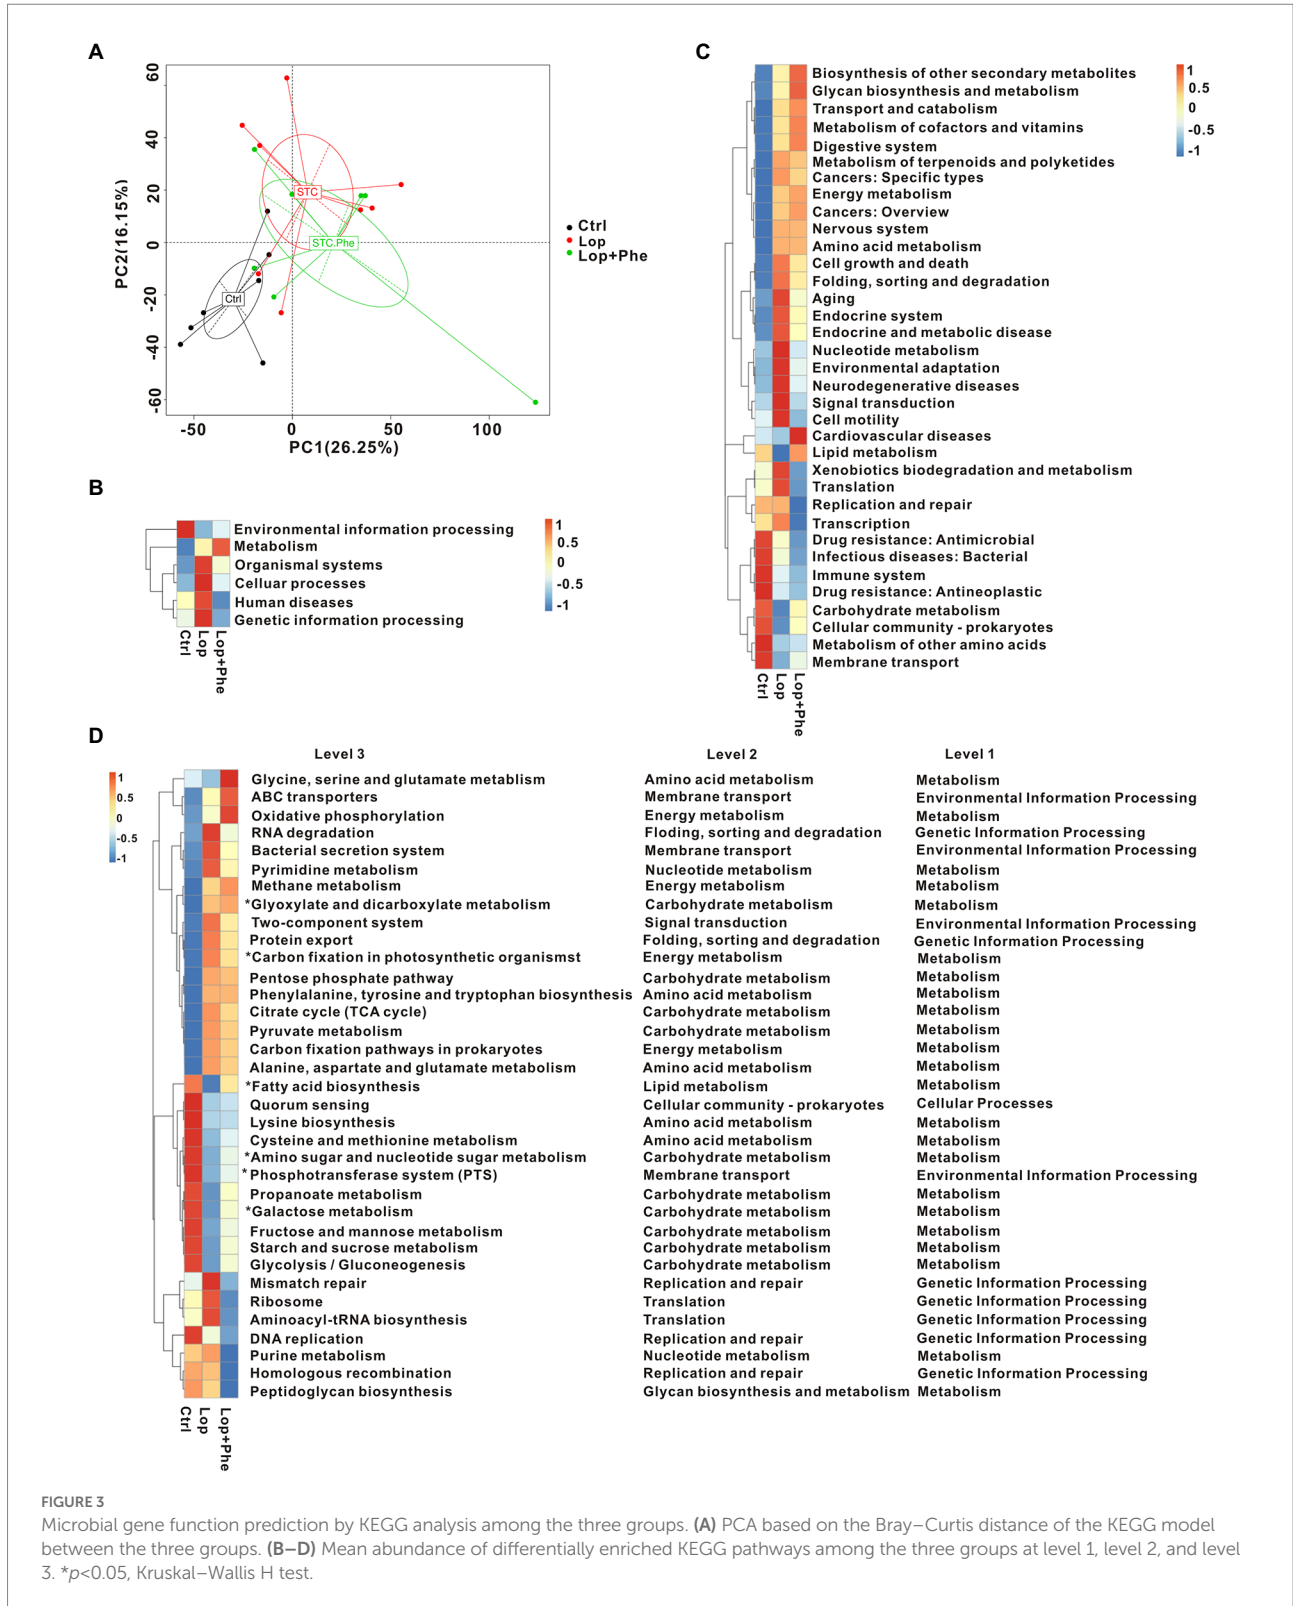 A
60
40
20
0
-20
-40
-60
PC2(16.15%)
-50
0
50
100
PC1(26.25%)
STC
STC.Phe
Ctrl
Ctrl
Lop
Lop+Phe
B
Environmental information processing
Metabolism
Organismal systems
Celluar processes
Human diseases
Genetic information processing
Ctrl
Lop
Lop+Phe
1
0.5
0
-0.5
-1
C
Biosynthesis of other secondary metabolites
Glycan biosynthesis and metabolism
Transport and catabolism
Metabolism of cofactors and vitamins
Digestive system
Metabolism of terpenoids and polyketides
Cancers: Specific types
Energy metabolism
Cancers: Overview
Nervous system
Amino acid metabolism
Cell growth and death
Folding, sorting and degradation
Aging
Endocrine system
Endocrine and metabolic disease
Nucleotide metabolism
Environmental adaptation
Neurodegenerative diseases
Signal transduction
Cell motility
Cardiovascular diseases
Lipid metabolism
Xenobiotics biodegradation and metabolism
Translation
Replication and repair
Transcription
Drug resistance: Antimicrobial
Infectious diseases: Bacterial
Immune system
Drug resistance: Antineoplastic
Carbohydrate metabolism
Cellular community - prokaryotes
Metabolism of other amino acids
Membrane transport
Ctrl
Lop
Lop+Phe
1
0
-0.5
-1
D
Level 3 Level 2 Level 1
1
0.5
0
-0.5
-1
Glycine, serine and glutamate metablism Amino acid metabolism Metabolism
ABC transporters Membrane transport Environmental Information Processing
Oxidative phosphorylation Energy metabolism Metabolism
RNA degradation Floding, sorting and degradation Genetic Information Processing
Bacterial secretion system Membrane transport Environmental Information Processing
Pyrimidine metabolism Nucleotide metabolism Metabolism
Methane metabolism Energy metabolism Metabolism
*Glyoxylate and dicarboxylate metabolism Carbohydrate metabolism Metabolism
Two-component system Signal transduction Environmental Information Processing
Protein export Folding, sorting and degradation Genetic Information Processing
*Carbon fixation in photosynthetic organismst Energy metabolism Metabolism
Pentose phosphate pathway Carbohydrate metabolism Metabolism
Phenylalanine, tyrosine and tryptophan biosynthesis Amino acid metabolism Metabolism
Citrate cycle (TCA cycle) Carbohydrate metabolism Metabolism
Pyruvate metabolism Carbohydrate metabolism Metabolism
Carbon fixation pathways in prokaryotes Energy metabolism Metabolism
Alanine, aspartate and glutamate metabolism Amino acid metabolism Metabolism
*Fatty acid biosynthesis Lipid metabolism Metabolism
Quorum sensing Cellular community - prokaryotes Cellular Processes
Lysine biosynthesis Amino acid metabolism Metabolism
Cysteine and methionine metabolism Amino acid metabolism Metabolism
*Amino sugar and nucleotide sugar metabolism Carbohydrate metabolism Metabolism
*Phosphotransferase system (PTS) Membrane transport Environmental Information Processing
Propanoate metabolism Carbohydrate metabolism Metabolism
*Galactose metabolism Carbohydrate metabolism Metabolism
Fructose and mannose metabolism Carbohydrate metabolism Metabolism
Starch and sucrose metabolism Carbohydrate metabolism Metabolism
Glycolysis / Gluconeogenesis Carbohydrate metabolism Metabolism
Mismatch repair Replication and repair Genetic Information Processing
Ribosome Translation Genetic Information Processing
Aminoacyl-tRNA biosynthesis Translation Genetic Information Processing
DNA replication Replication and repair Genetic Information Processing
Purine metabolism Nucleotide metabolism Metabolism
Homologous recombination Replication and repair Genetic Information Processing
Peptidoglycan biosynthesis Glycan biosynthesis and metabolism Metabolism
Ctrl
Lop
Lop+Phe
FIGURE 3
Microbial gene function prediction by KEGG analysis among the three groups. (A) PCA based on the Bray–Curtis distance of the KEGG model
between the three groups. (B–D) Mean abundance of differentially enriched KEGG pathways among the three groups at level 1, level 2, and level
3. *p<0.05, Kruskal–Wallis H test.